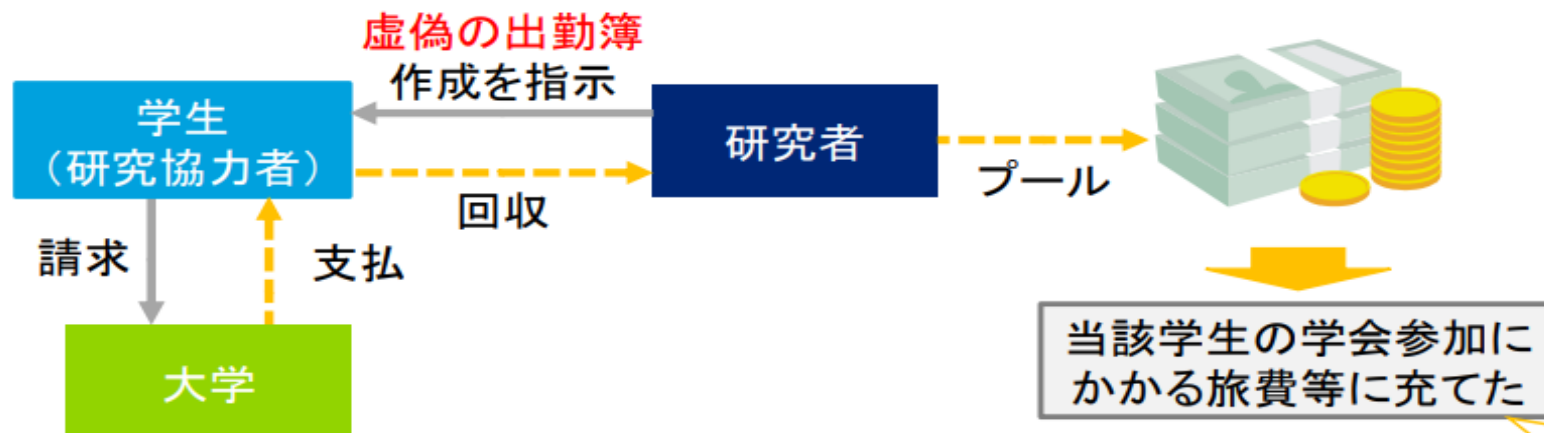 虚偽の出勤簿
作成を指示
学生
（研究協力者）
研究者
プール
回収
請求
支払
大学
当該学生の学会参加に
かかる旅費等に充てた